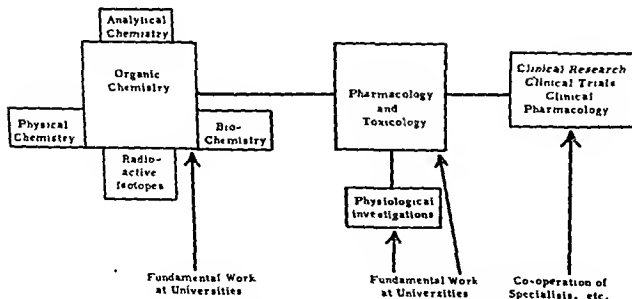 Analytical
Chemistry
Organic
Chemistry
Physical
Chemistry
Bio-
Chemistry
Radio-
active
Isotopes
Pharmacology
and
Toxicology
Physiological
investigations
Clinical Research
Clinical Trials
Clinical
Pharmacology
Fundamental Work
at Universities
Fundamental Work
at Universities
Co-operation of
Specialists, etc.